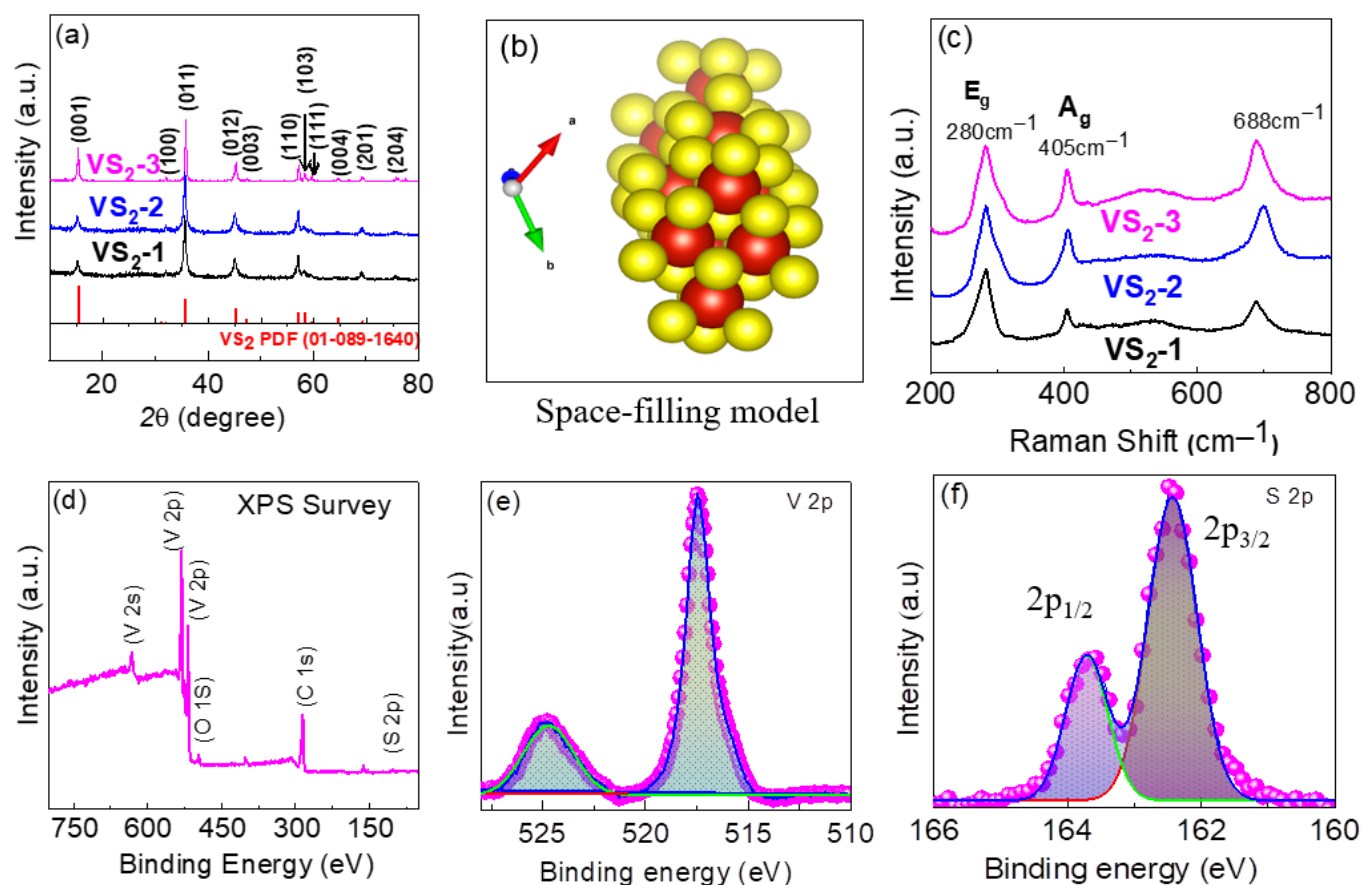 (a)
Intensity (a.u.)
(001)
(100)
(011)
(012)
(003)
(110)
(103)
(111)
(004)
(201)
(204)
VS2-3
VS2-2
VS2-1
VS2 PDF (01-089-1640)
20 40 60 80
2θ (degree)
(b)
a
b
Space-filling model
(c)
Intensity (a.u.)
Eg
280cm−1
Ag
405cm−1
688cm−1
VS2-3
VS2-2
VS2-1
200 400 600 800
Raman Shift (cm−1)
(d)
XPS Survey
Intensity (a.u.)
(V 2s)
(V 2p)
(V 2p)
(O 1S)
(C 1s)
(S 2p)
750 600 450 300 150
Binding Energy (eV)
(e)
V 2p
Intensity(a.u)
525 520 515 510
Binding energy (eV)
(f)
S 2p
Intensity (a.u)
2p1/2
2p3/2
166 164 162 160
Binding energy (eV)